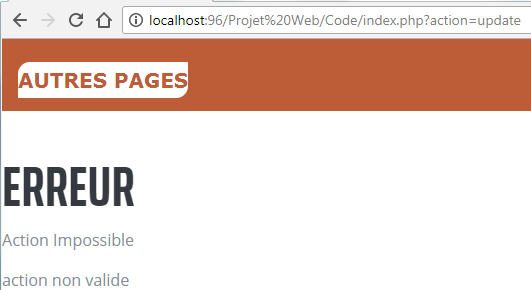 localhost:96/Projet%20Web/Code/index.php?action=update
AUTRES PAGES
ERREUR
Action Impossible
action non valide